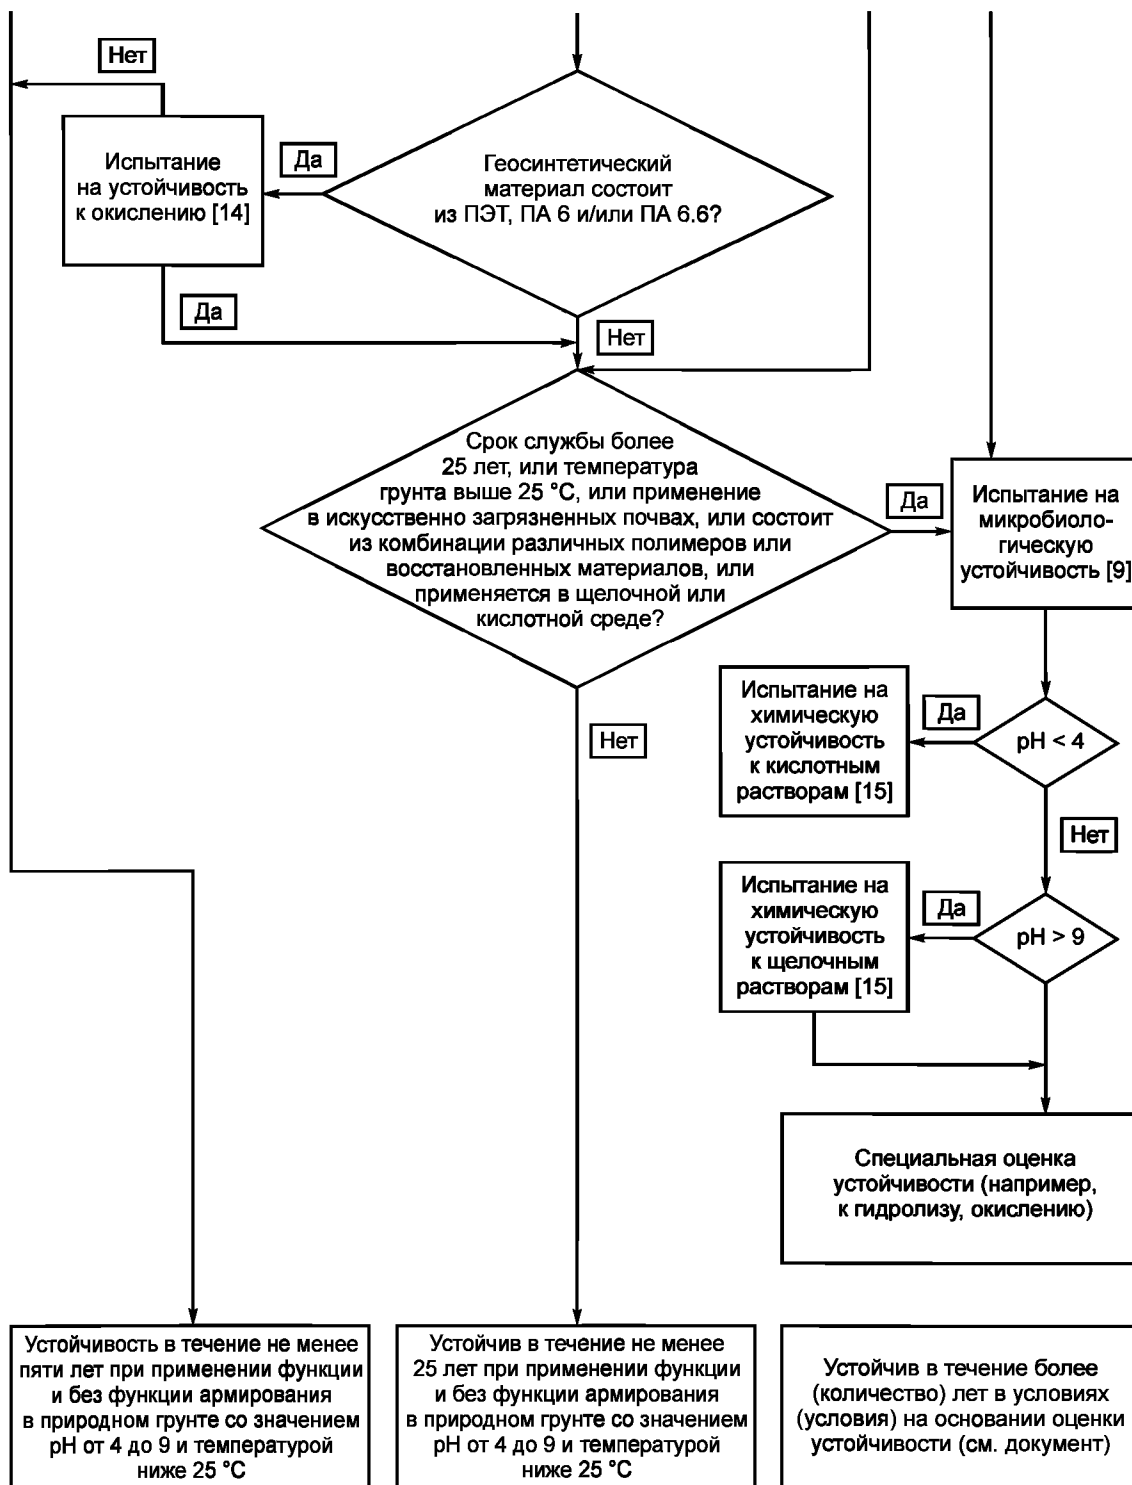 Нет
Испытание
на устойчивость
к окислению [14]
Да
Геосинтетический
материал состоит
из ПЭТ, ПА 6 и/или ПА 6.6?
Да
Нет
Срок службы более
25 лет, или температура
грунта выше 25 °С, или применение
в искусственно загрязненных почвах, или состоит
из комбинации различных полимеров или
восстановленных материалов, или
применяется в щелочной или
кислотной среде?
Да
Испытание на
микробиоло-
гическую
устойчивость [9]
Нет
Испытание на
химическую
устойчивость
к кислотным
растворам [15]
Да
pH < 4
Нет
Испытание на
химическую
устойчивость
к щелочным
растворам [15]
Да
pH > 9
Специальная оценка
устойчивости (например,
к гидролизу, окислению)
Устойчивость в течение не менее
пяти лет при применении функции
и без функции армирования
в природном грунте со значением
pH от 4 до 9 и температурой
ниже 25 °С
Устойчив в течение не менее
25 лет при применении функции
и без функции армирования
в природном грунте со значением
pH от 4 до 9 и температурой
ниже 25 °С
Устойчив в течение более
(количество) лет в условиях
(условия) на основании оценки
устойчивости (см. документ)